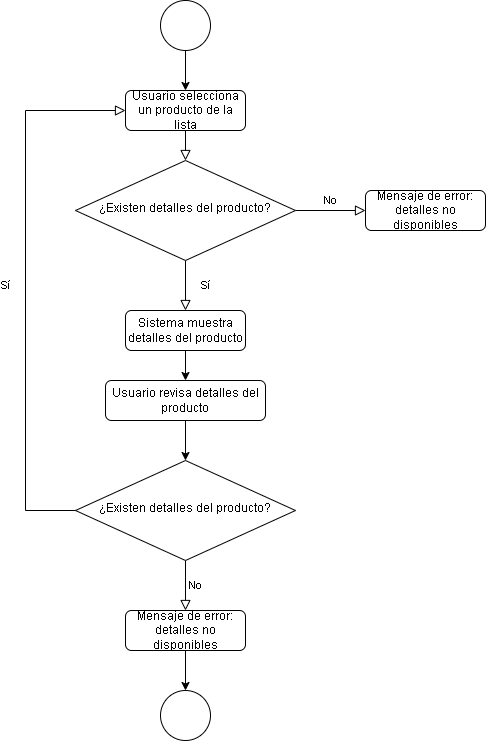 Usuario selecciona
un producto de la
lista
¿Existen detalles del producto?
No
Mensaje de error:
detalles no
disponibles
Sí
Sí
Sistema muestra
detalles del producto
Usuario revisa detalles del
producto
¿Existen detalles del producto?
No
Mensaje de error:
detalles no
disponibles